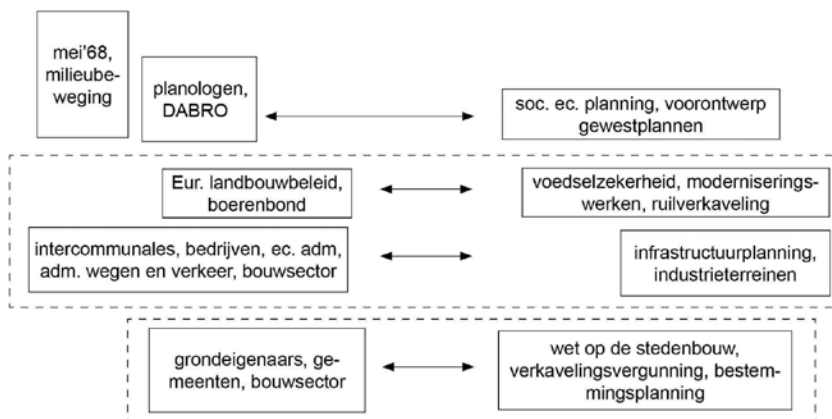 mei'68,
milieube-
weging
planologen,
DABRO
soc. ec. planning, voorontwerp
gewestplannen
Eur. landbouwbeleid,
boerenbond
voedselzekerheid, moderniserings-
werken, ruilverkaveling
intercommunales, bedrijven, ec. adm,
adm. wegen en verkeer, bouwsector
infrastructuurplanning,
industrieterreinen
grondeigenaars, ge-
meenten, bouwsector
wet op de stedenbouw,
verkavelingsvergunning, bestem-
mingsplanning